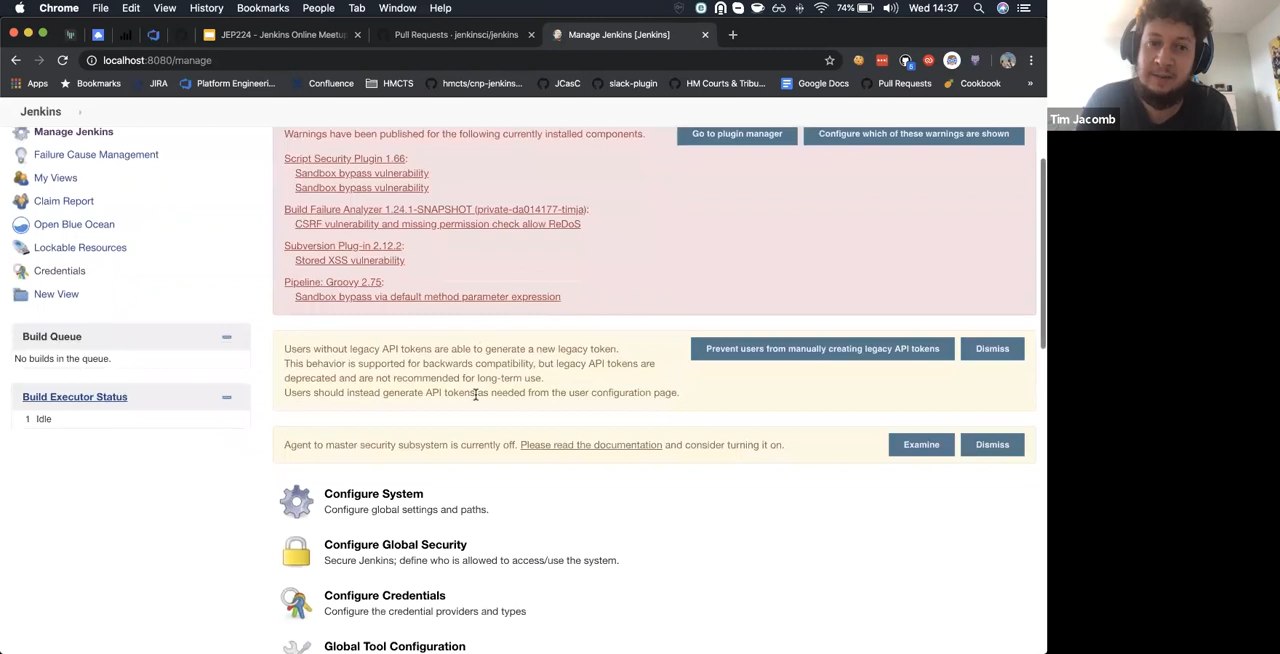 Chrome File Edit View History Bookmarks People Tab Window Help
74% Wed 14:37
JEP224 - Jenkins Online Meetup
Pull Requests · jenkinsci/jenkins
Manage Jenkins [Jenkins]
localhost:8080/manage
Apps Bookmarks JIRA Platform Engineeri... Confluence HMCTS hmcts/cnp-jenkins... JCasC slack-plugin HM Courts & Tribu... Google Docs Pull Requests Cookbook »
Tim Jacomb
Jenkins
Manage Jenkins
Failure Cause Management
My Views
Claim Report
Open Blue Ocean
Lockable Resources
Credentials
New View
Build Queue
No builds in the queue.
Build Executor Status
1 Idle
Warnings have been published for the following currently installed components.
Go to plugin manager
Configure which of these warnings are shown
Script Security Plugin 1.66:
Sandbox bypass vulnerability
Sandbox bypass vulnerability
Build Failure Analyzer 1.24.1-SNAPSHOT (private-da014177-timja):
CSRF vulnerability and missing permission check allow ReDoS
Subversion Plug-in 2.12.2:
Stored XSS vulnerability
Pipeline: Groovy 2.75:
Sandbox bypass via default method parameter expression
Users without legacy API tokens are able to generate a new legacy token.
This behavior is supported for backwards compatibility, but legacy API tokens are
deprecated and are not recommended for long-term use.
Users should instead generate API tokens as needed from the user configuration page.
Prevent users from manually creating legacy API tokens
Dismiss
Agent to master security subsystem is currently off. Please read the documentation and consider turning it on.
Examine
Dismiss
Configure System
Configure global settings and paths.
Configure Global Security
Secure Jenkins; define who is allowed to access/use the system.
Configure Credentials
Configure the credential providers and types
Global Tool Configuration